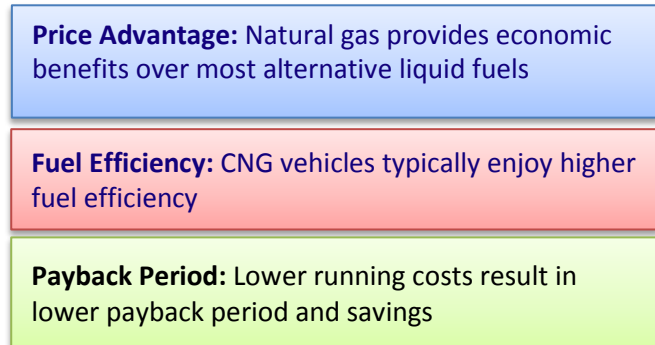 Price Advantage: Natural gas provides economic
benefits over most alternative liquid fuels
Fuel Efficiency: CNG vehicles typically enjoy higher
fuel efficiency
Payback Period: Lower running costs result in
lower payback period and savings